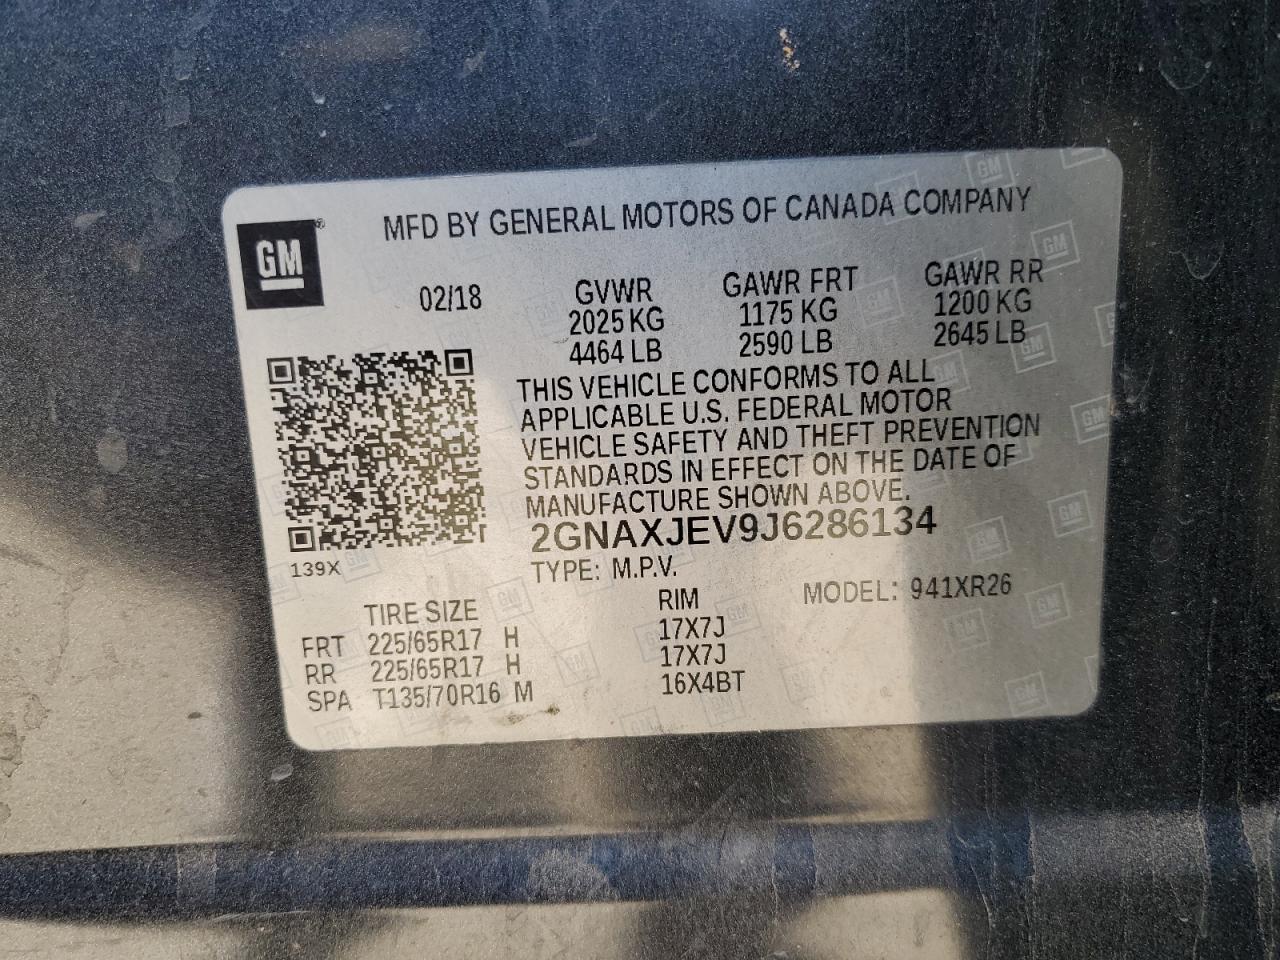 GM®
MFD BY GENERAL MOTORS OF CANADA COMPANY
02/18
GVWR
2025 KG
4464 LB
GAWR FRT
1175 KG
2590 LB
GAWR RR
1200 KG
2645 LB
THIS VEHICLE CONFORMS TO ALL
APPLICABLE U.S. FEDERAL MOTOR
VEHICLE SAFETY AND THEFT PREVENTION
STANDARDS IN EFFECT ON THE DATE OF
MANUFACTURE SHOWN ABOVE.
2GNAXJEV9J6286134
139X
TYPE: M.P.V.
MODEL: 941XR26
TIRE SIZE RIM
FRT 225/65R17 H 17X7J
RR 225/65R17 H 17X7J
SPA T135/70R16 M 16X4BT